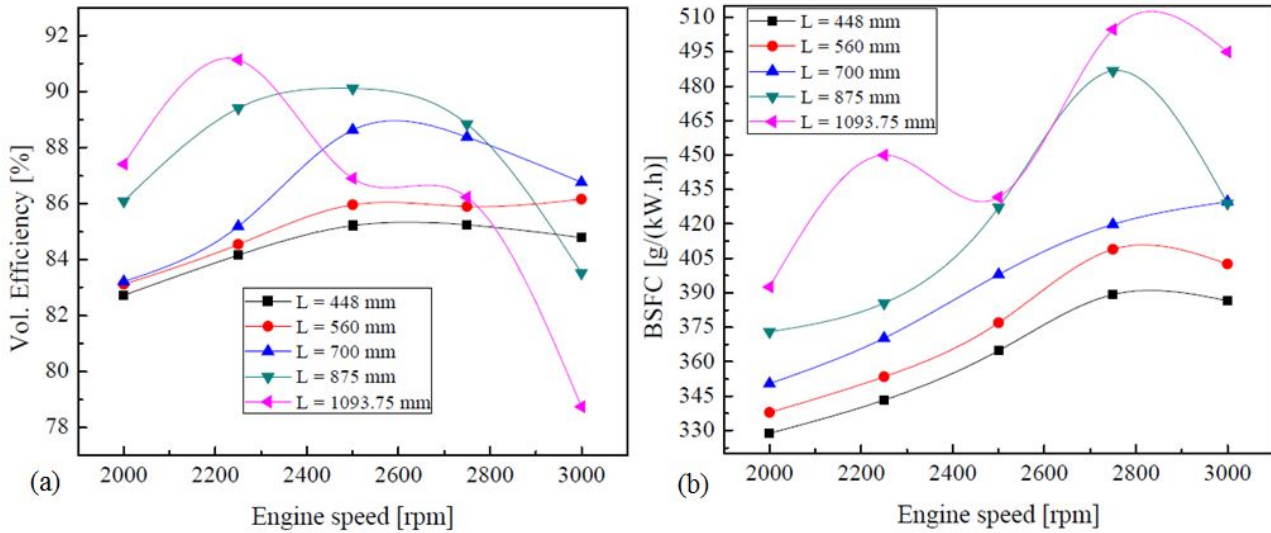 92
90
88
86
84
82
80
78
Vol. Efficiency [%]
L = 448 mm
L = 560 mm
L = 700 mm
L = 875 mm
L = 1093.75 mm
2000 2200 2400 2600 2800 3000
Engine speed [rpm]
(a)
510
495
480
465
450
435
420
405
390
375
360
345
330
BSFC [g/(kW.h)]
L = 448 mm
L = 560 mm
L = 700 mm
L = 875 mm
L = 1093.75 mm
2000 2200 2400 2600 2800 3000
Engine speed [rpm]
(b)